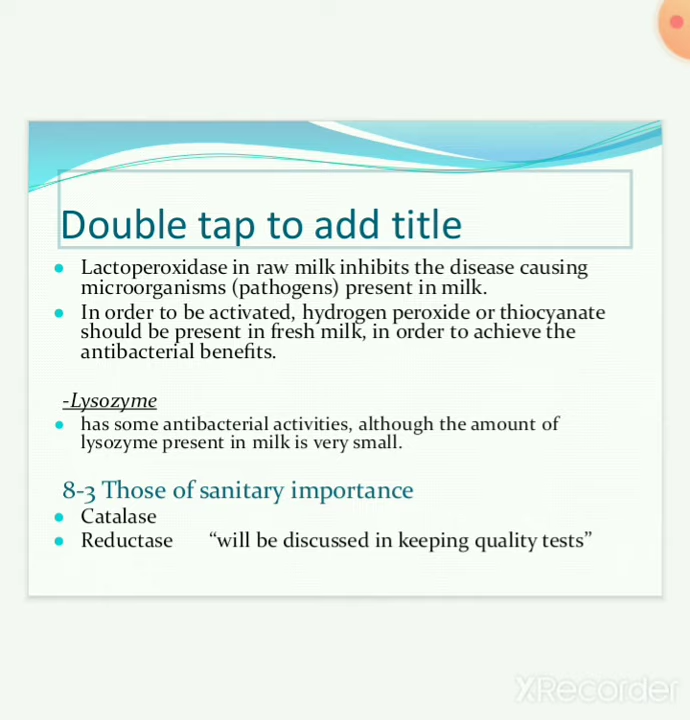 Double tap to add title
Lactoperoxidase in raw milk inhibits the disease causing
microorganisms (pathogens) present in milk.
In order to be activated, hydrogen peroxide or thiocyanate
should be present in fresh milk, in order to achieve the
antibacterial benefits.
-Lysozyme
has some antibacterial activities, although the amount of
lysozyme present in milk is very small.
8-3 Those of sanitary importance
Catalase
Reductase “will be discussed in keeping quality tests”
XRecorder